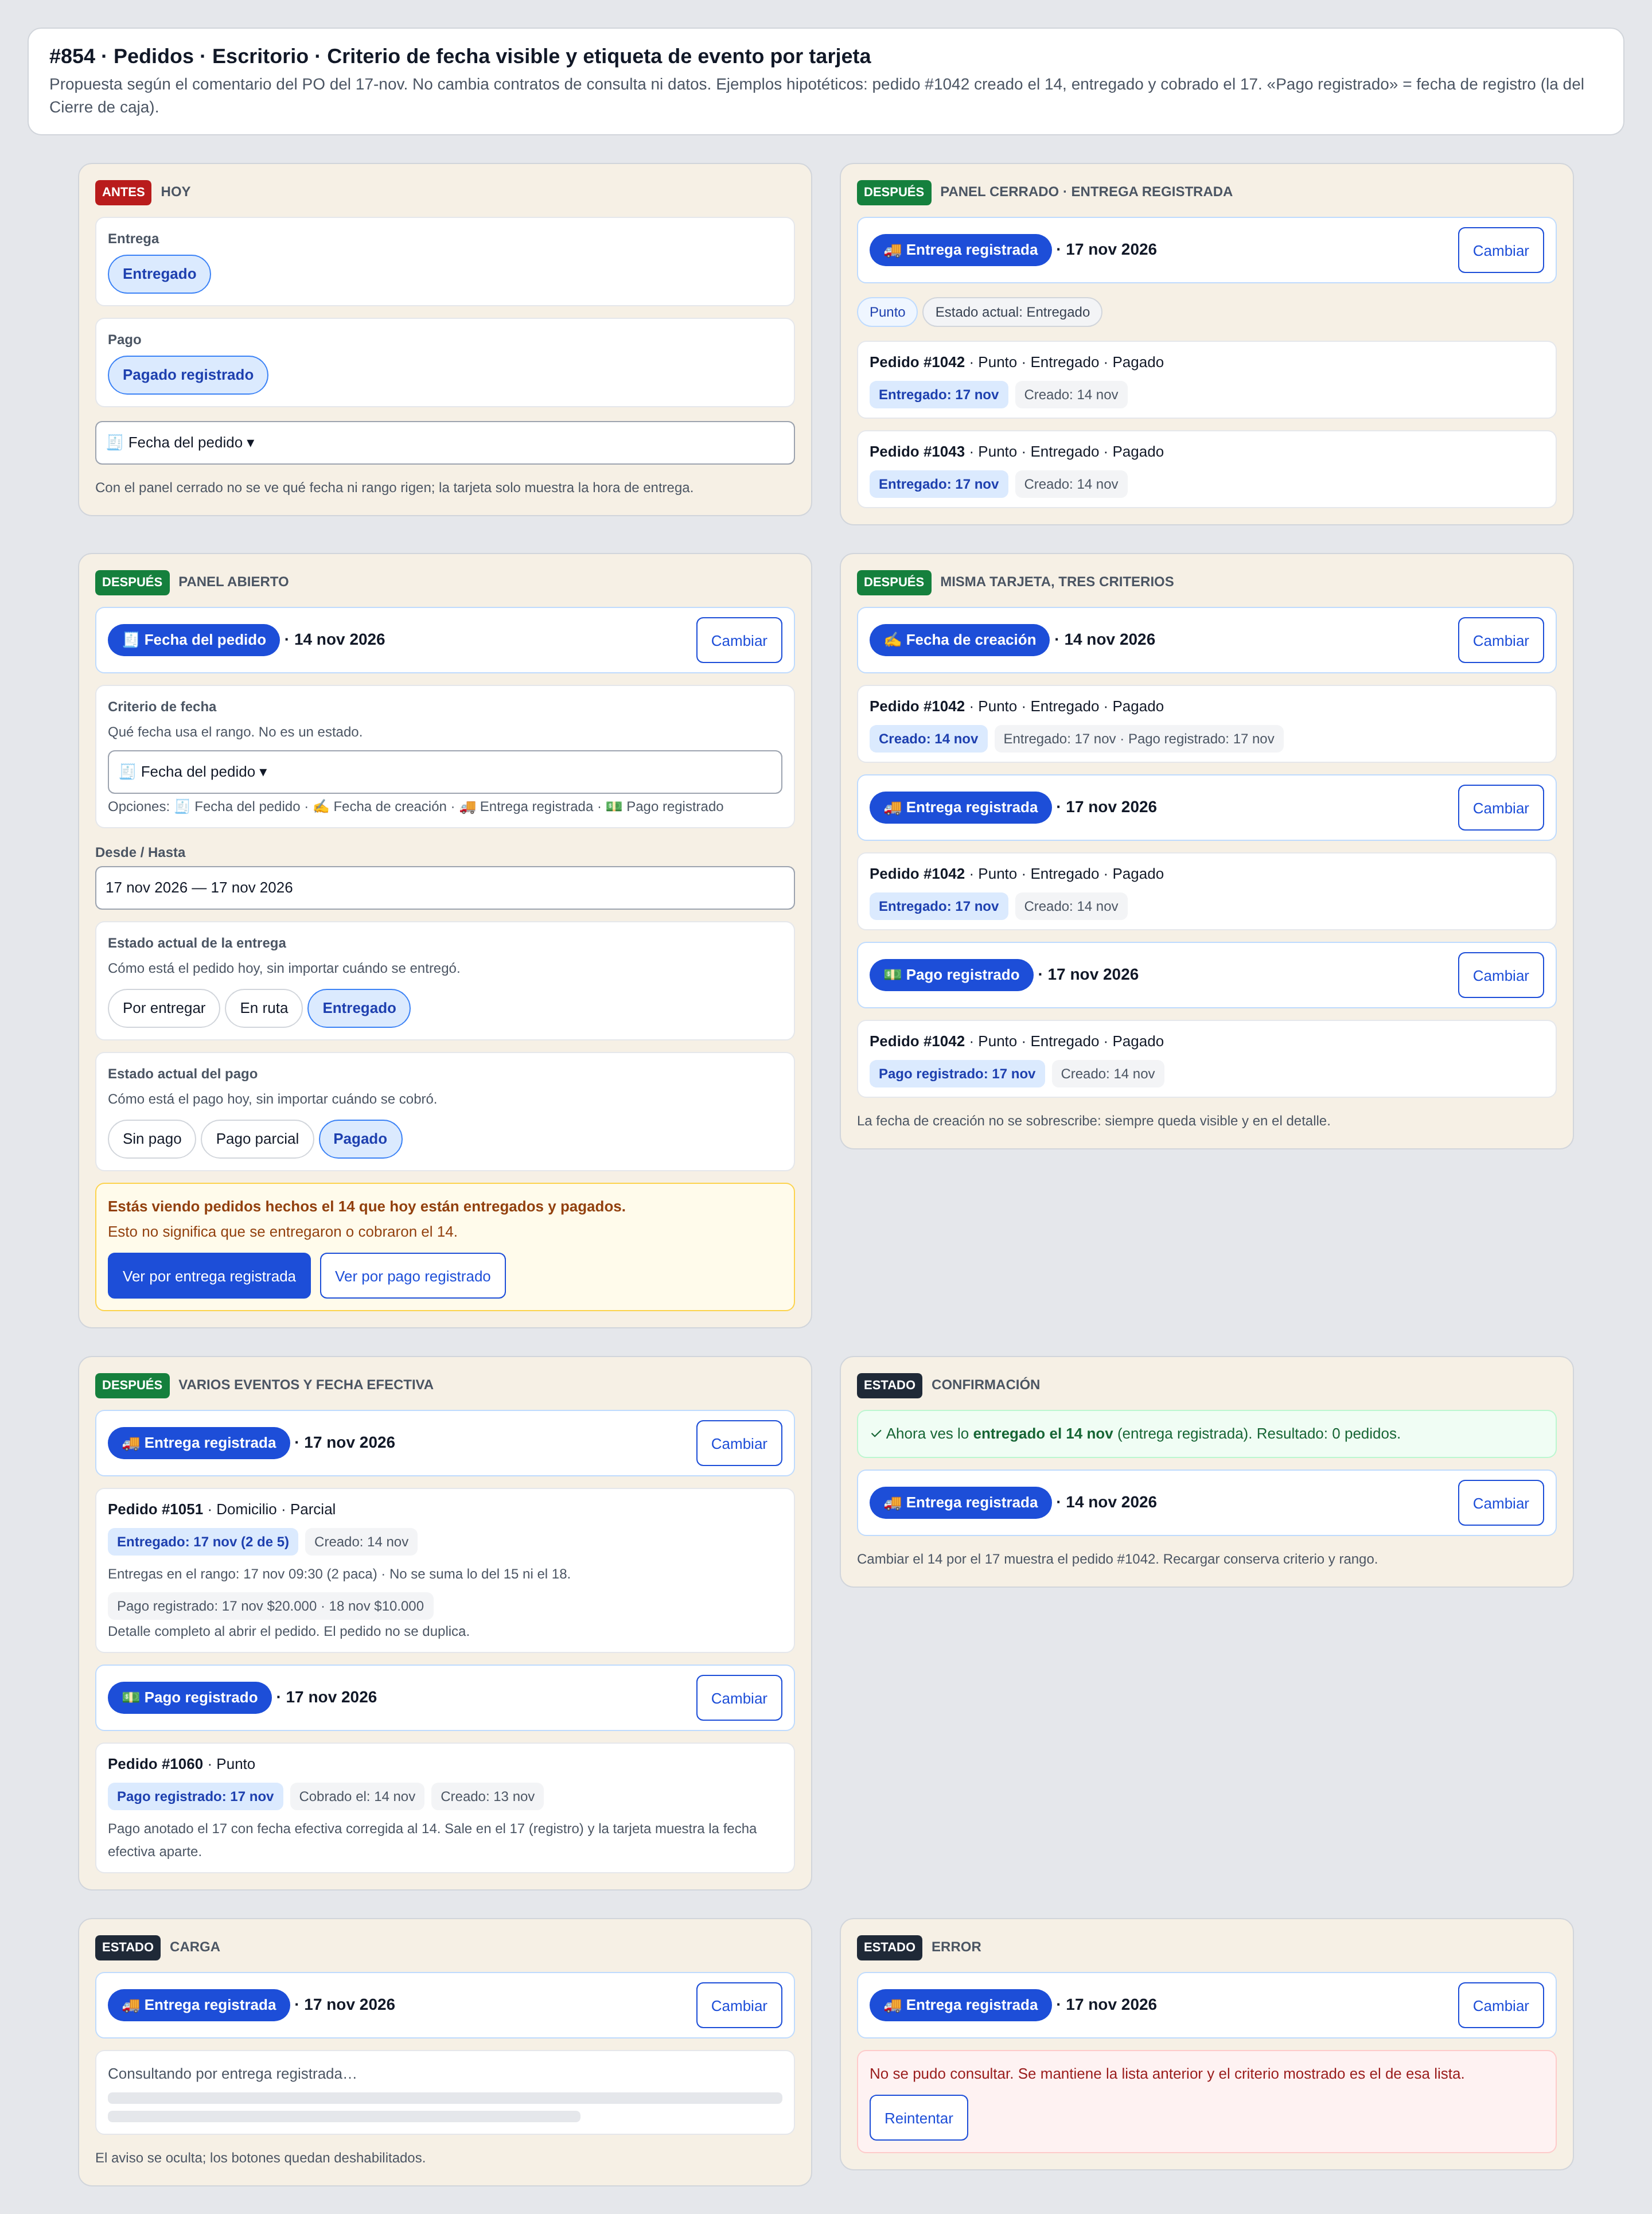 #854 · Pedidos · Escritorio · Criterio de fecha visible y etiqueta de evento por tarjeta
Propuesta según el comentario del PO del 17-nov. No cambia contratos de consulta ni datos. Ejemplos hipotéticos: pedido #1042 creado el 14, entregado y cobrado el 17. «Pago registrado» = fecha de registro (la del
Cierre de caja).
ANTES HOY
Entrega
Entregado
Pago
Pagado registrado
🧾 Fecha del pedido ▾
Con el panel cerrado no se ve qué fecha ni rango rigen; la tarjeta solo muestra la hora de entrega.
DESPUÉS PANEL CERRADO · ENTREGA REGISTRADA
🚚 Entrega registrada · 17 nov 2026 Cambiar
Punto Estado actual: Entregado
Pedido #1042 · Punto · Entregado · Pagado
Entregado: 17 nov Creado: 14 nov
Pedido #1043 · Punto · Entregado · Pagado
Entregado: 17 nov Creado: 14 nov
DESPUÉS PANEL ABIERTO
🧾 Fecha del pedido · 14 nov 2026 Cambiar
Criterio de fecha
Qué fecha usa el rango. No es un estado.
🧾 Fecha del pedido ▾
Opciones: 🧾 Fecha del pedido · ✍️ Fecha de creación · 🚚 Entrega registrada · 💵 Pago registrado
Desde / Hasta
17 nov 2026 — 17 nov 2026
Estado actual de la entrega
Cómo está el pedido hoy, sin importar cuándo se entregó.
Por entregar En ruta Entregado
Estado actual del pago
Cómo está el pago hoy, sin importar cuándo se cobró.
Sin pago Pago parcial Pagado
Estás viendo pedidos hechos el 14 que hoy están entregados y pagados.
Esto no significa que se entregaron o cobraron el 14.
Ver por entrega registrada Ver por pago registrado
DESPUÉS MISMA TARJETA, TRES CRITERIOS
✍️ Fecha de creación · 14 nov 2026 Cambiar
Pedido #1042 · Punto · Entregado · Pagado
Creado: 14 nov Entregado: 17 nov · Pago registrado: 17 nov
🚚 Entrega registrada · 17 nov 2026 Cambiar
Pedido #1042 · Punto · Entregado · Pagado
Entregado: 17 nov Creado: 14 nov
💵 Pago registrado · 17 nov 2026 Cambiar
Pedido #1042 · Punto · Entregado · Pagado
Pago registrado: 17 nov Creado: 14 nov
La fecha de creación no se sobrescribe: siempre queda visible y en el detalle.
DESPUÉS VARIOS EVENTOS Y FECHA EFECTIVA
🚚 Entrega registrada · 17 nov 2026 Cambiar
Pedido #1051 · Domicilio · Parcial
Entregado: 17 nov (2 de 5) Creado: 14 nov
Entregas en el rango: 17 nov 09:30 (2 paca) · No se suma lo del 15 ni el 18.
Pago registrado: 17 nov $20.000 · 18 nov $10.000
Detalle completo al abrir el pedido. El pedido no se duplica.
💵 Pago registrado · 17 nov 2026 Cambiar
Pedido #1060 · Punto
Pago registrado: 17 nov Cobrado el: 14 nov Creado: 13 nov
Pago anotado el 17 con fecha efectiva corregida al 14. Sale en el 17 (registro) y la tarjeta muestra la fecha
efectiva aparte.
ESTADO CONFIRMACIÓN
✓ Ahora ves lo entregado el 14 nov (entrega registrada). Resultado: 0 pedidos.
🚚 Entrega registrada · 14 nov 2026 Cambiar
Cambiar el 14 por el 17 muestra el pedido #1042. Recargar conserva criterio y rango.
ESTADO CARGA
🚚 Entrega registrada · 17 nov 2026 Cambiar
Consultando por entrega registrada…
El aviso se oculta; los botones quedan deshabilitados.
ESTADO ERROR
🚚 Entrega registrada · 17 nov 2026 Cambiar
No se pudo consultar. Se mantiene la lista anterior y el criterio mostrado es el de esa lista.
Reintentar